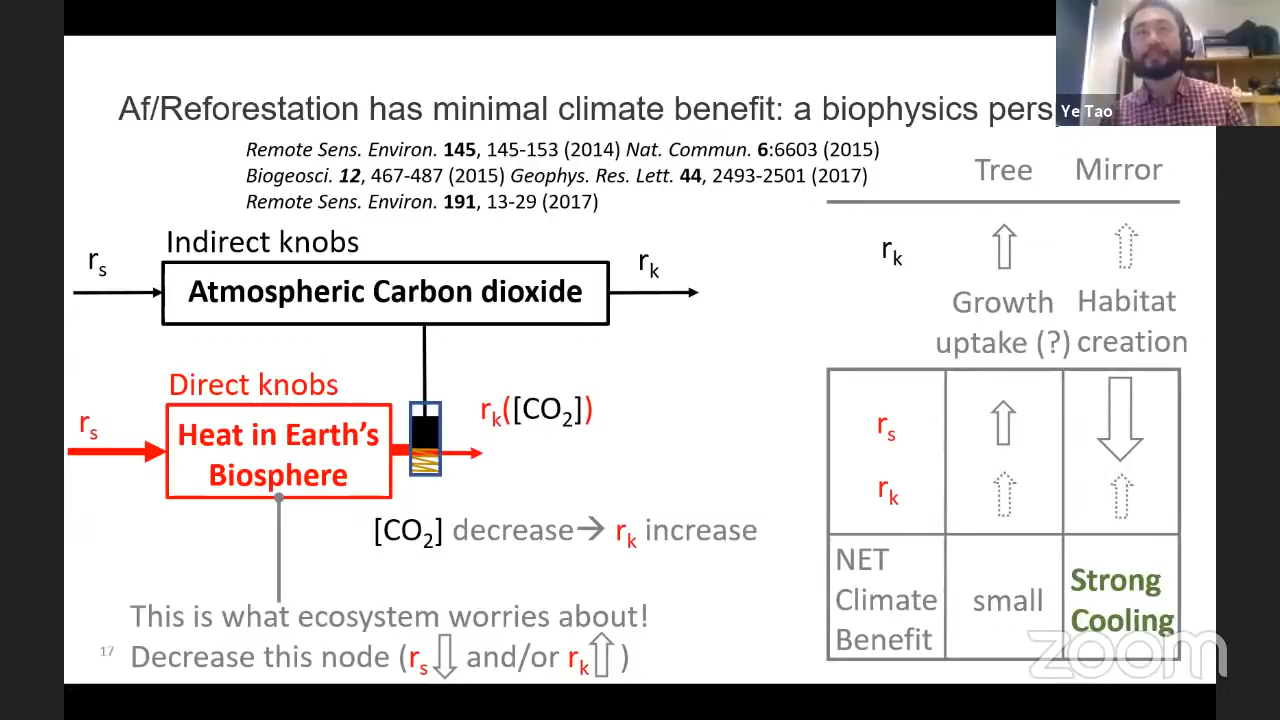 Af/Reforestation has minimal climate benefit: a biophysics pers
Ye Tao
Remote Sens. Environ. 145, 145-153 (2014) Nat. Commun. 6:6603 (2015)
Biogeosci. 12, 467-487 (2015) Geophys. Res. Lett. 44, 2493-2501 (2017)
Remote Sens. Environ. 191, 13-29 (2017)
Indirect knobs
rs
Atmospheric Carbon dioxide
rk
Direct knobs
rs
Heat in Earth's
Biosphere
rk([CO2])
[CO2] decrease→ rk increase
This is what ecosystem worries about!
17
Decrease this node (rs⇩ and/or rk⇧)
Tree Mirror
rk
Growth
uptake (?)
Habitat
creation
rs
rk
NET
Climate
Benefit
small
Strong
Cooling
zoom